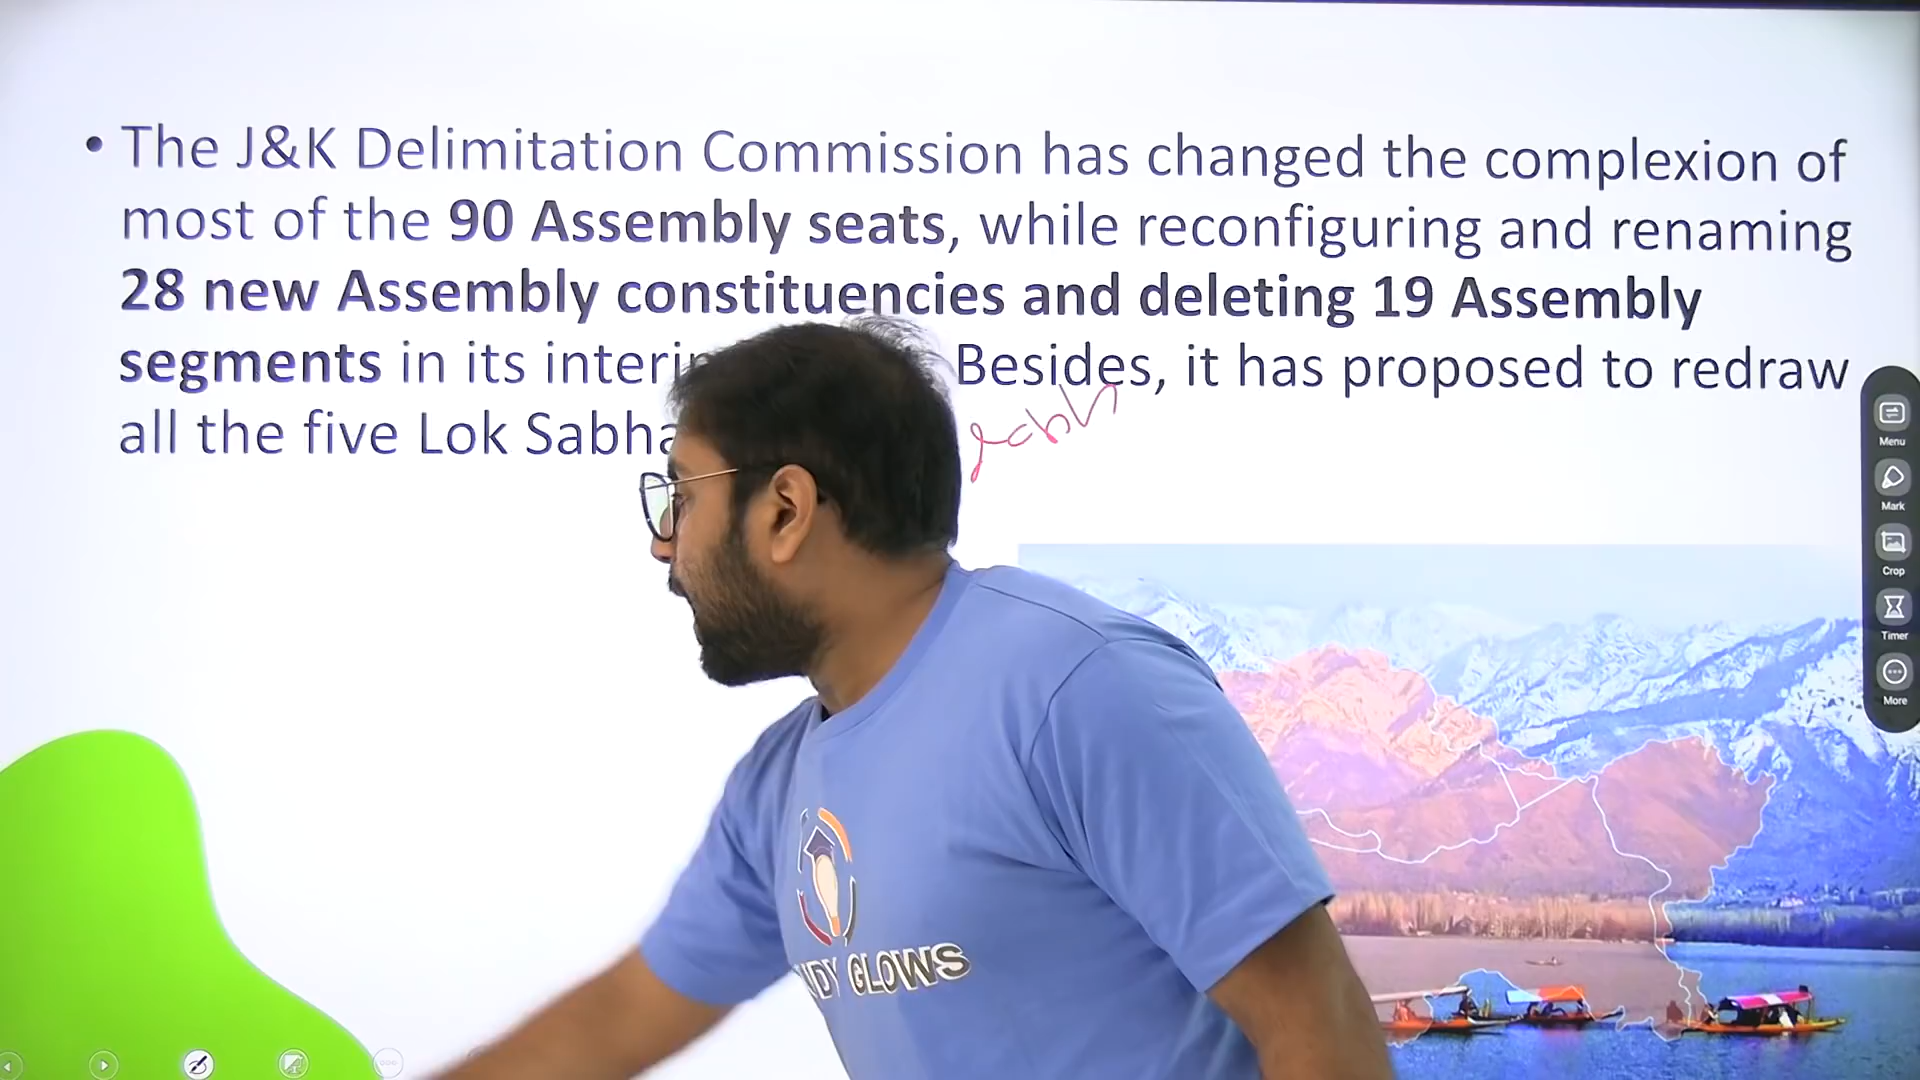 • The J&K Delimitation Commission has changed the complexion of
most of the 90 Assembly seats, while reconfiguring and renaming
28 new Assembly constituencies and deleting 19 Assembly
segments in its Besides, it has proposed to redraw
all the five Lok Sabha
Menu
Mark
Crop
Timer
More
GLOWS